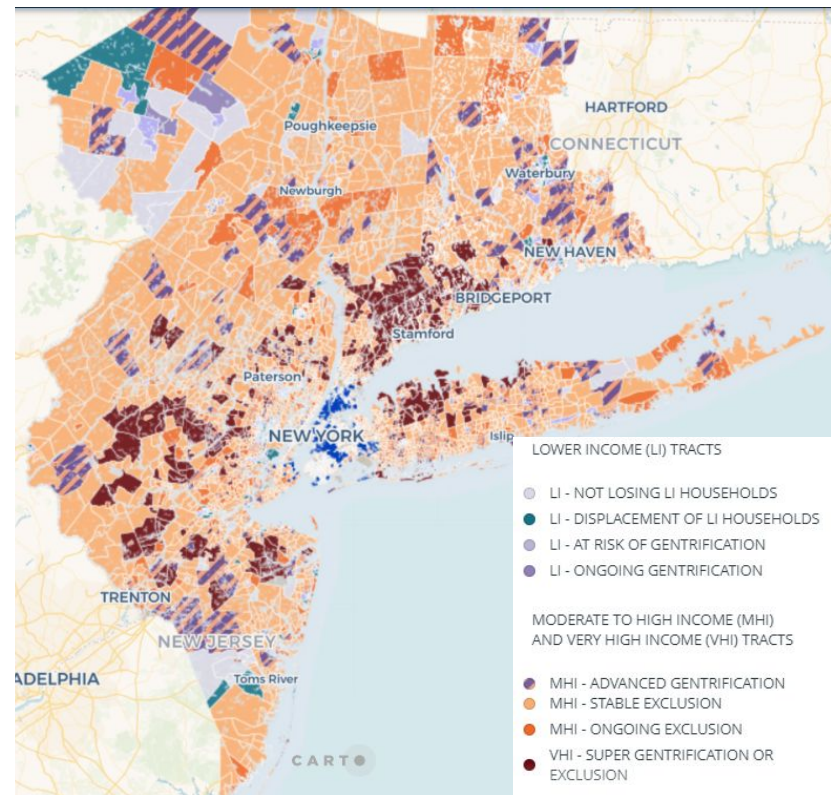 HARTFORD
CONNECTICUT
Poughkeepsie
Waterbury
Newburgh
NEW HAVEN
BRIDGEPORT
Stamford
Paterson
NEW YORK
Islip
TRENTON
NEW JERSEY
ADELPHIA
Toms River
CARTO
LOWER INCOME (LI) TRACTS
LI - NOT LOSING LI HOUSEHOLDS
LI - DISPLACEMENT OF LI HOUSEHOLDS
LI - AT RISK OF GENTRIFICATION
LI - ONGOING GENTRIFICATION
MODERATE TO HIGH INCOME (MHI)
AND VERY HIGH INCOME (VHI) TRACTS
MHI - ADVANCED GENTRIFICATION
MHI - STABLE EXCLUSION
MHI - ONGOING EXCLUSION
VHI - SUPER GENTRIFICATION OR
EXCLUSION